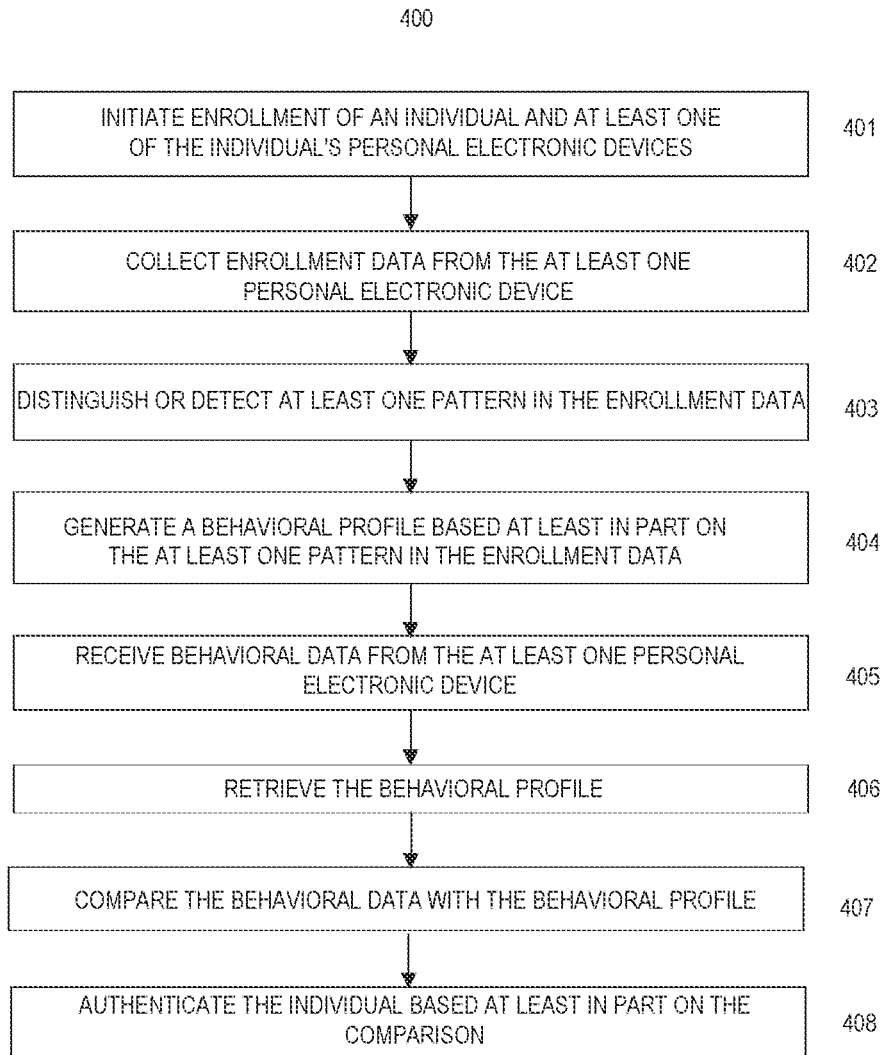 400
INITIATE ENROLLMENT OF AN INDIVIDUAL AND AT LEAST ONE
OF THE INDIVIDUAL'S PERSONAL ELECTRONIC DEVICES
401
COLLECT ENROLLMENT DATA FROM THE AT LEAST ONE
PERSONAL ELECTRONIC DEVICE
402
DISTINGUISH OR DETECT AT LEAST ONE PATTERN IN THE ENROLLMENT DATA
403
GENERATE A BEHAVIORAL PROFILE BASED AT LEAST IN PART ON
THE AT LEAST ONE PATTERN IN THE ENROLLMENT DATA
404
RECEIVE BEHAVIORAL DATA FROM THE AT LEAST ONE PERSONAL
ELECTRONIC DEVICE
405
RETRIEVE THE BEHAVIORAL PROFILE
406
COMPARE THE BEHAVIORAL DATA WITH THE BEHAVIORAL PROFILE
407
AUTHENTICATE THE INDIVIDUAL BASED AT LEAST IN PART ON THE
COMPARISON
408